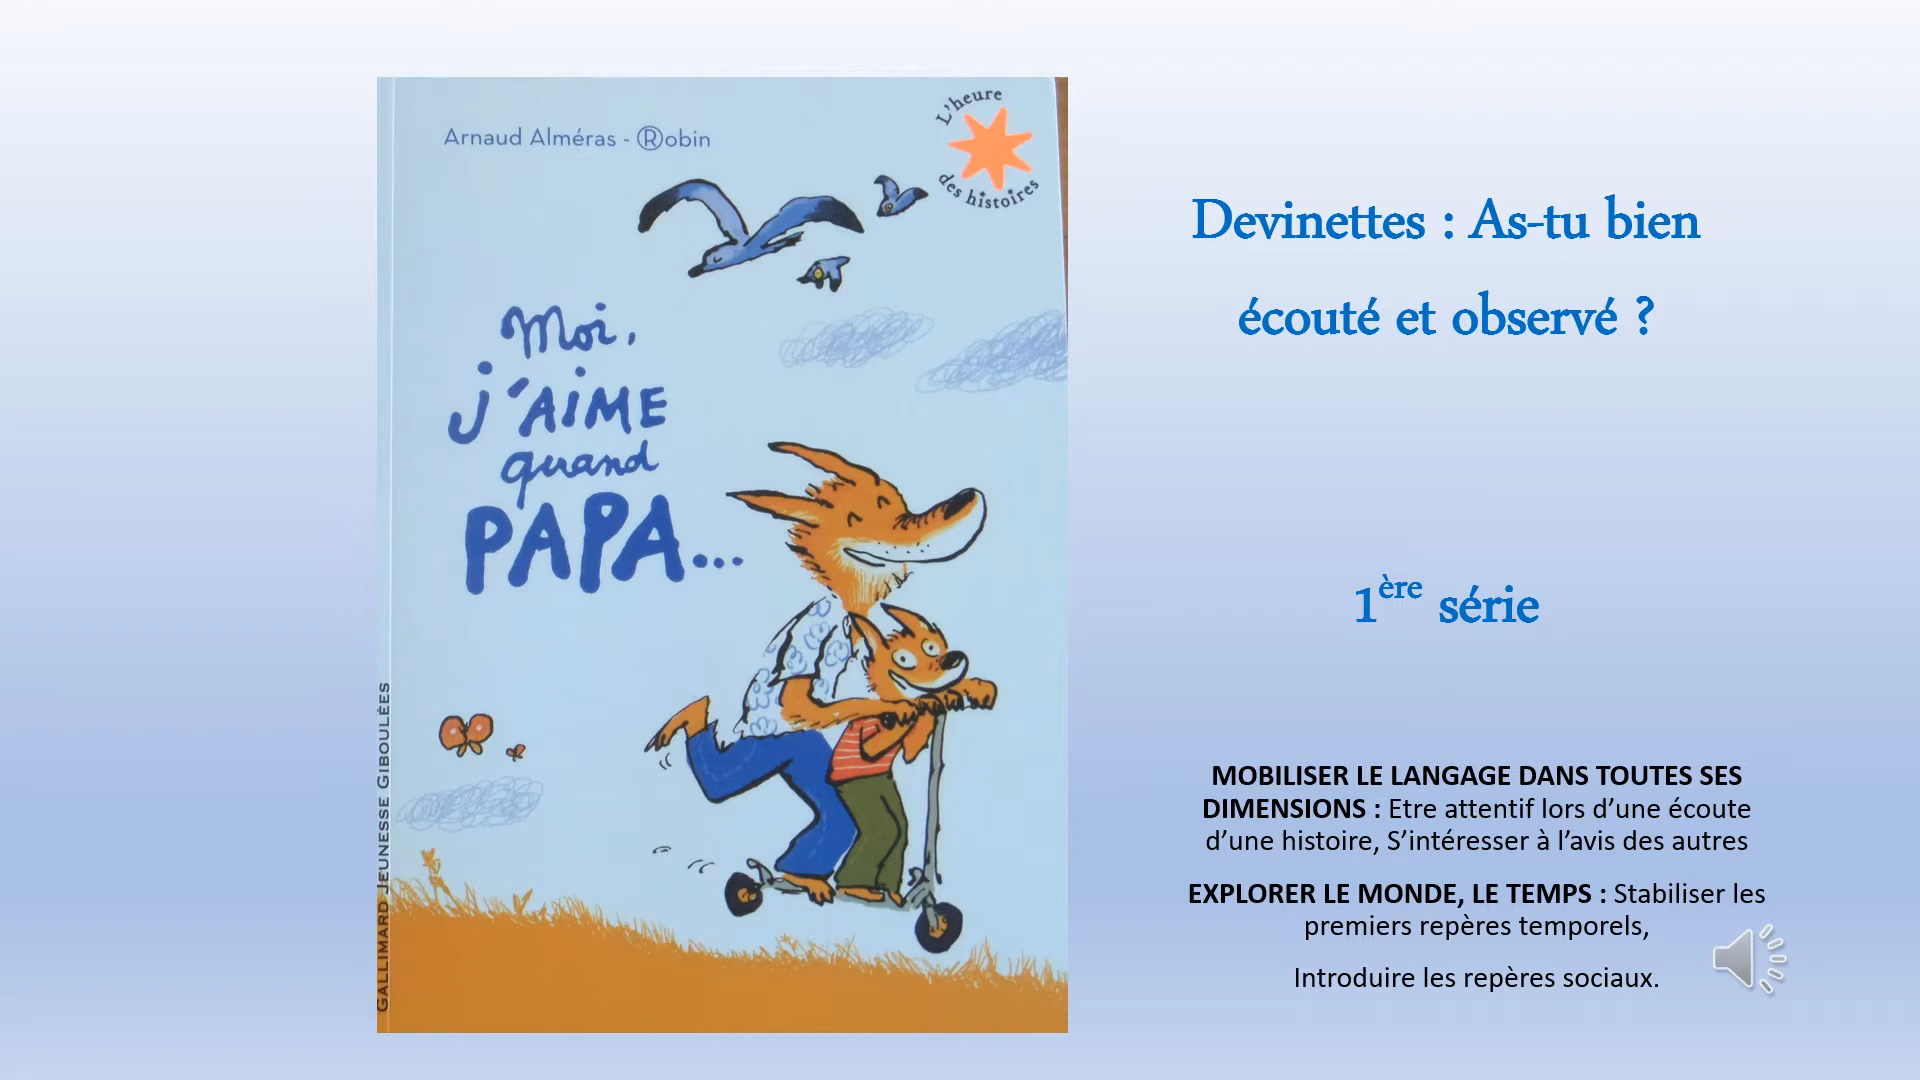 Arnaud Alméras - Robin
L'heure
des histoires
Moi,
j'AiME
quand
PAPA...
GALLIMARD JEUNESSE GIBOULÉES
Devinettes : As-tu bien
écouté et observé ?
1ère série
MOBILISER LE LANGAGE DANS TOUTES SES
DIMENSIONS : Etre attentif lors d’une écoute
d’une histoire, S’intéresser à l’avis des autres
EXPLORER LE MONDE, LE TEMPS : Stabiliser les
premiers repères temporels,
Introduire les repères sociaux.